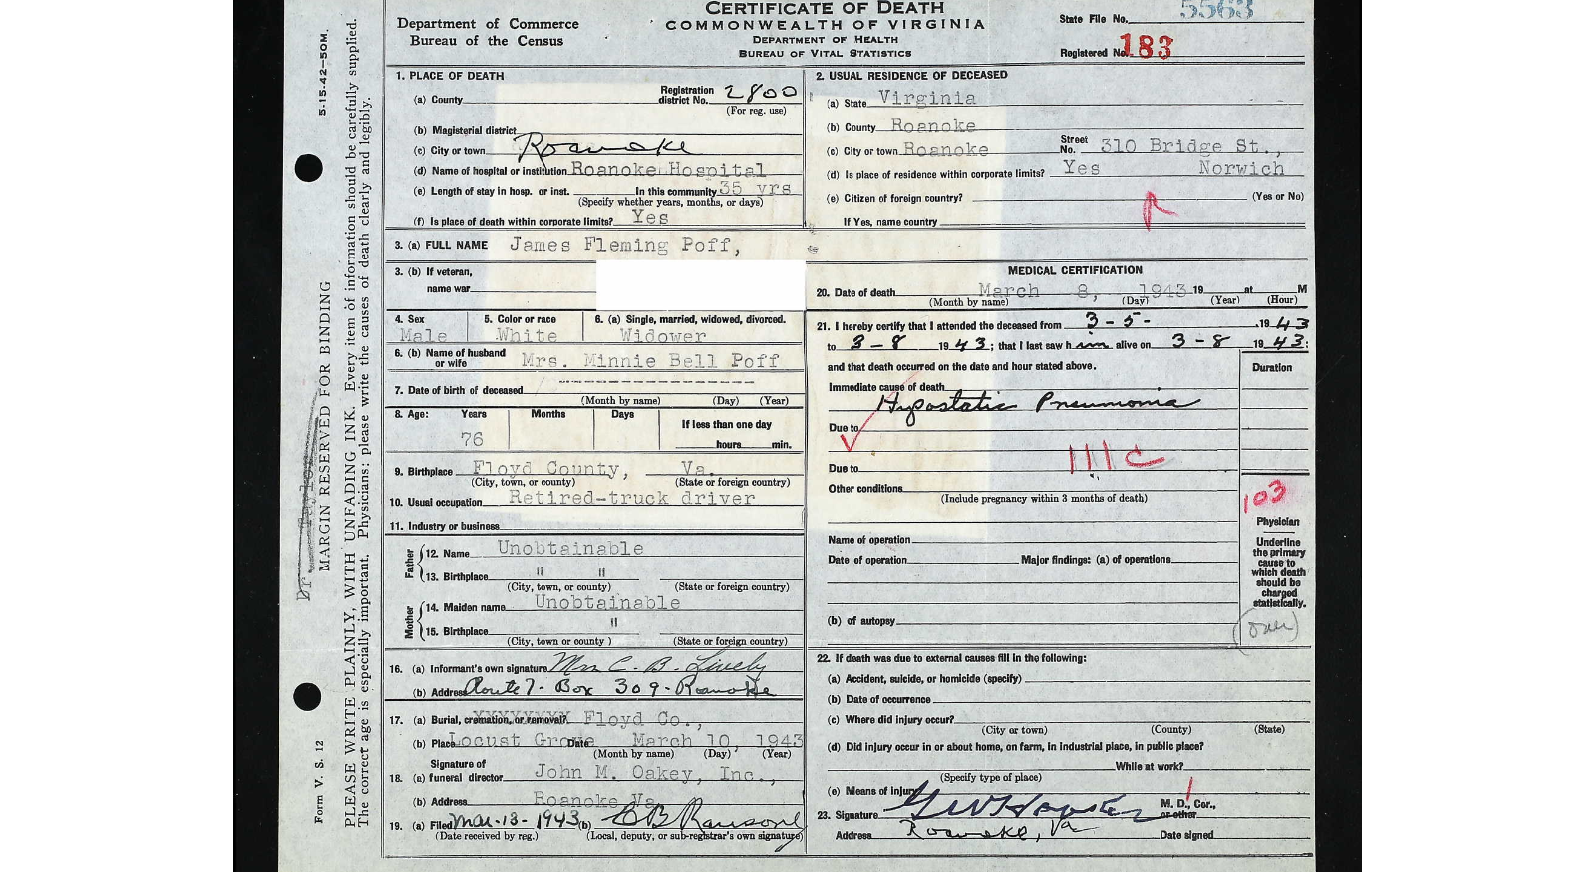 CERTIFICATE OF DEATH
Department of Commerce
Bureau of the Census
COMMONWEALTH OF VIRGINIA
DEPARTMENT OF HEALTH
BUREAU OF VITAL STATISTICS
State File No. 5563
Registered No. 183
1. PLACE OF DEATH
(a) County
Registration district No. 2800
(For reg. use)
(b) Magisterial district
(c) City or town Roanoke
(d) Name of hospital or institution Roanoke Hospital
(e) Length of stay in hosp. or inst. In this community 35 yrs
(Specify whether years, months, or days)
(f) Is place of death within corporate limits? Yes
2. USUAL RESIDENCE OF DECEASED
(a) State Virginia
(b) County Roanoke
(c) City or town Roanoke Street No. 310 Bridge St.,
(d) Is place of residence within corporate limits? Yes Norwich
(e) Citizen of foreign country? (Yes or No)
If Yes, name country
3. (a) FULL NAME James Fleming Poff,
3. (b) If veteran,
name war
4. Sex Male
5. Color or race White
6. (a) Single, married, widowed, divorced. Widower
6. (b) Name of husband or wife Mrs. Minnie Bell Poff
7. Date of birth of deceased ----------------
(Month by name) (Day) (Year)
8. Age: Years Months Days If less than one day
76 hours min.
9. Birthplace Floyd County, Va.
(City, town, or county) (State or foreign country)
10. Usual occupation Retired-truck driver
11. Industry or business
Father
12. Name Unobtainable
13. Birthplace " "
(City, town, or county) (State or foreign country)
Mother
14. Maiden name Unobtainable
15. Birthplace "
(City, town or county ) (State or foreign country)
16. (a) Informant's own signature Mrs C. B. Lively
(b) Address Route 7- Box 309- Roanoke
17. (a) Burial, cremation, or removal? Floyd Co.,
(b) Place Locust Grove Date March 10, 1943
(Month by name) (Day) (Year)
18. Signature of
(a) funeral director John M. Oakey, Inc.,
(b) Address Roanoke Va
19. (a) Filed Mar-13-1943 (b) CB Ransone
(Date received by reg.) (Local, deputy, or sub-registrar's own signature)
MEDICAL CERTIFICATION
20. Date of death March 8, 1943 19 at M
(Month by name) (Day) (Year) (Hour)
21. I hereby certify that I attended the deceased from 3-5- , 1943
to 3-8 1943; that I last saw him alive on 3-8 1943;
and that death occurred on the date and hour stated above. Duration
Immediate cause of death
Hypostatic Pneumonia
Due to
111c
Due to
Other conditions
(Include pregnancy within 3 months of death)
103
Physician
Underline the primary cause to which death should be charged statistically.
(over)
Name of operation
Date of operation Major findings: (a) of operations
(b) of autopsy
22. If death was due to external causes fill in the following:
(a) Accident, suicide, or homicide (specify)
(b) Date of occurrence
(c) Where did injury occur?
(City or town) (County) (State)
(d) Did injury occur in or about home, on farm, in industrial place, in public place?
While at work?
(Specify type of place)
(e) Means of injury
23. Signature M. D., Cor., or other
Address Roanoke, Va Date signed
5-15-42—50M.
MARGIN RESERVED FOR BINDING
PLEASE WRITE PLAINLY, WITH UNFADING INK. Every item of information should be carefully supplied.
The correct age is especially important. Physicians: please write the causes of death clearly and legibly.
Form V. S. 12